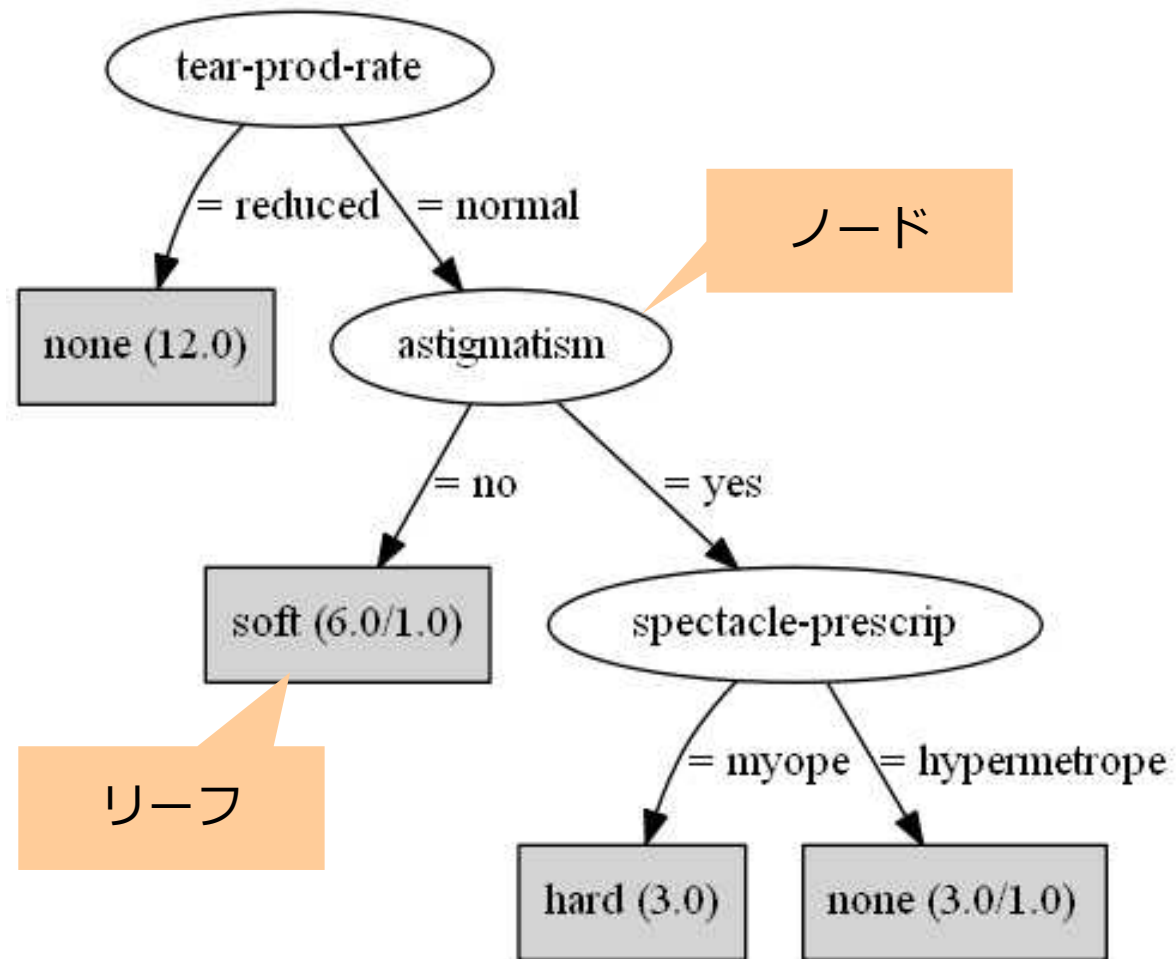 tear-prod-rate
= reduced
= normal
ノード
none (12.0)
astigmatism
= no
= yes
soft (6.0/1.0)
spectacle-prescrip
リーフ
= myope
= hypermetrope
hard (3.0)
none (3.0/1.0)